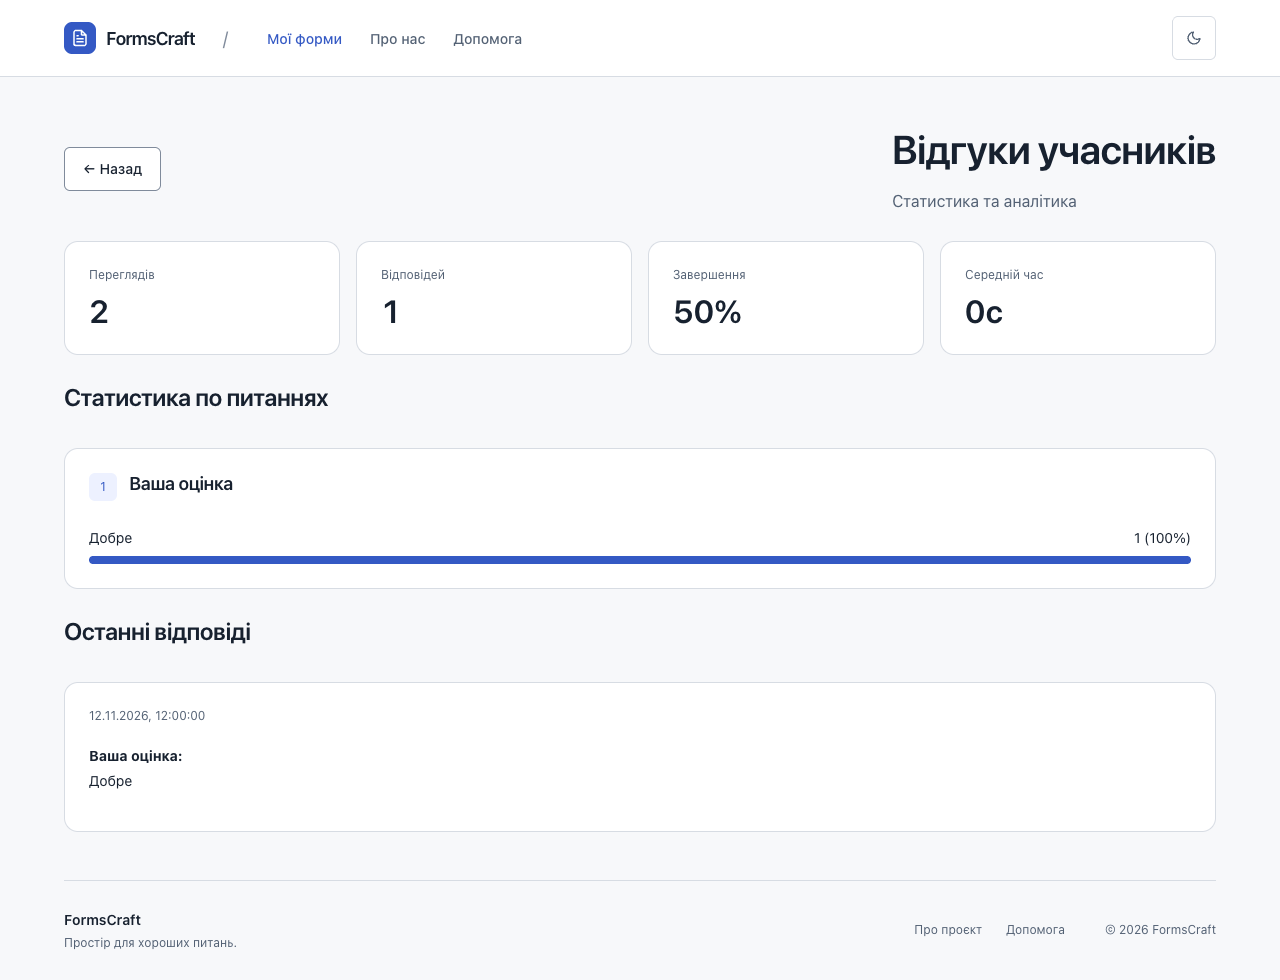 FormsCraft / Мої форми Про нас Допомога
← Назад
Відгуки учасників
Статистика та аналітика
Переглядів
2
Відповідей
1
Завершення
50%
Середній час
0с
Статистика по питаннях
1 Ваша оцінка
Добре 1 (100%)
Останні відповіді
12.11.2026, 12:00:00
Ваша оцінка:
Добре
FormsCraft
Простір для хороших питань.
Про проєкт Допомога © 2026 FormsCraft